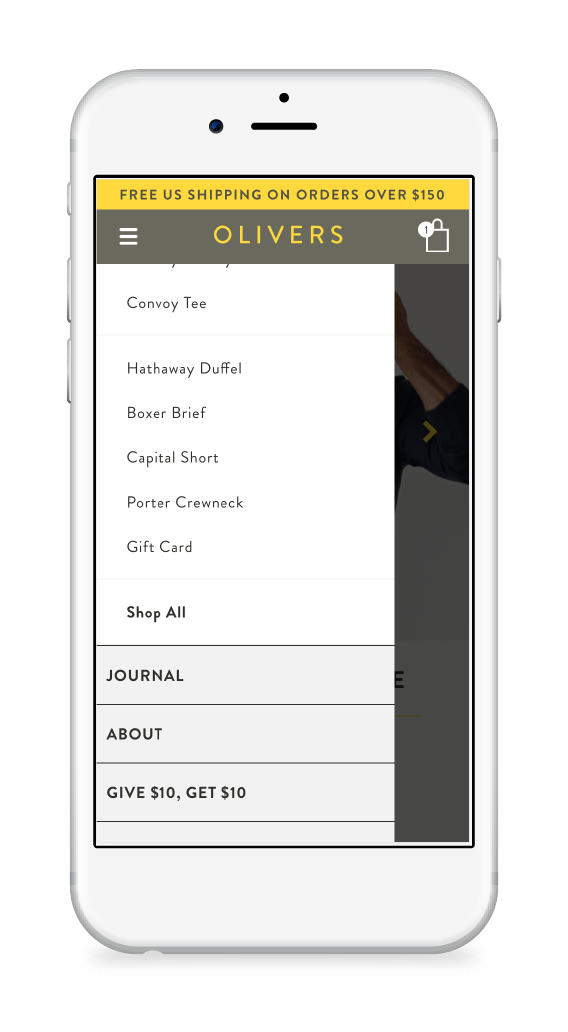 FREE US SHIPPING ON ORDERS OVER $150
OLIVERS
1
Convoy Tee
Hathaway Duffel
Boxer Brief
Capital Short
Porter Crewneck
Gift Card
Shop All
JOURNAL
E
ABOUT
GIVE $10, GET $10